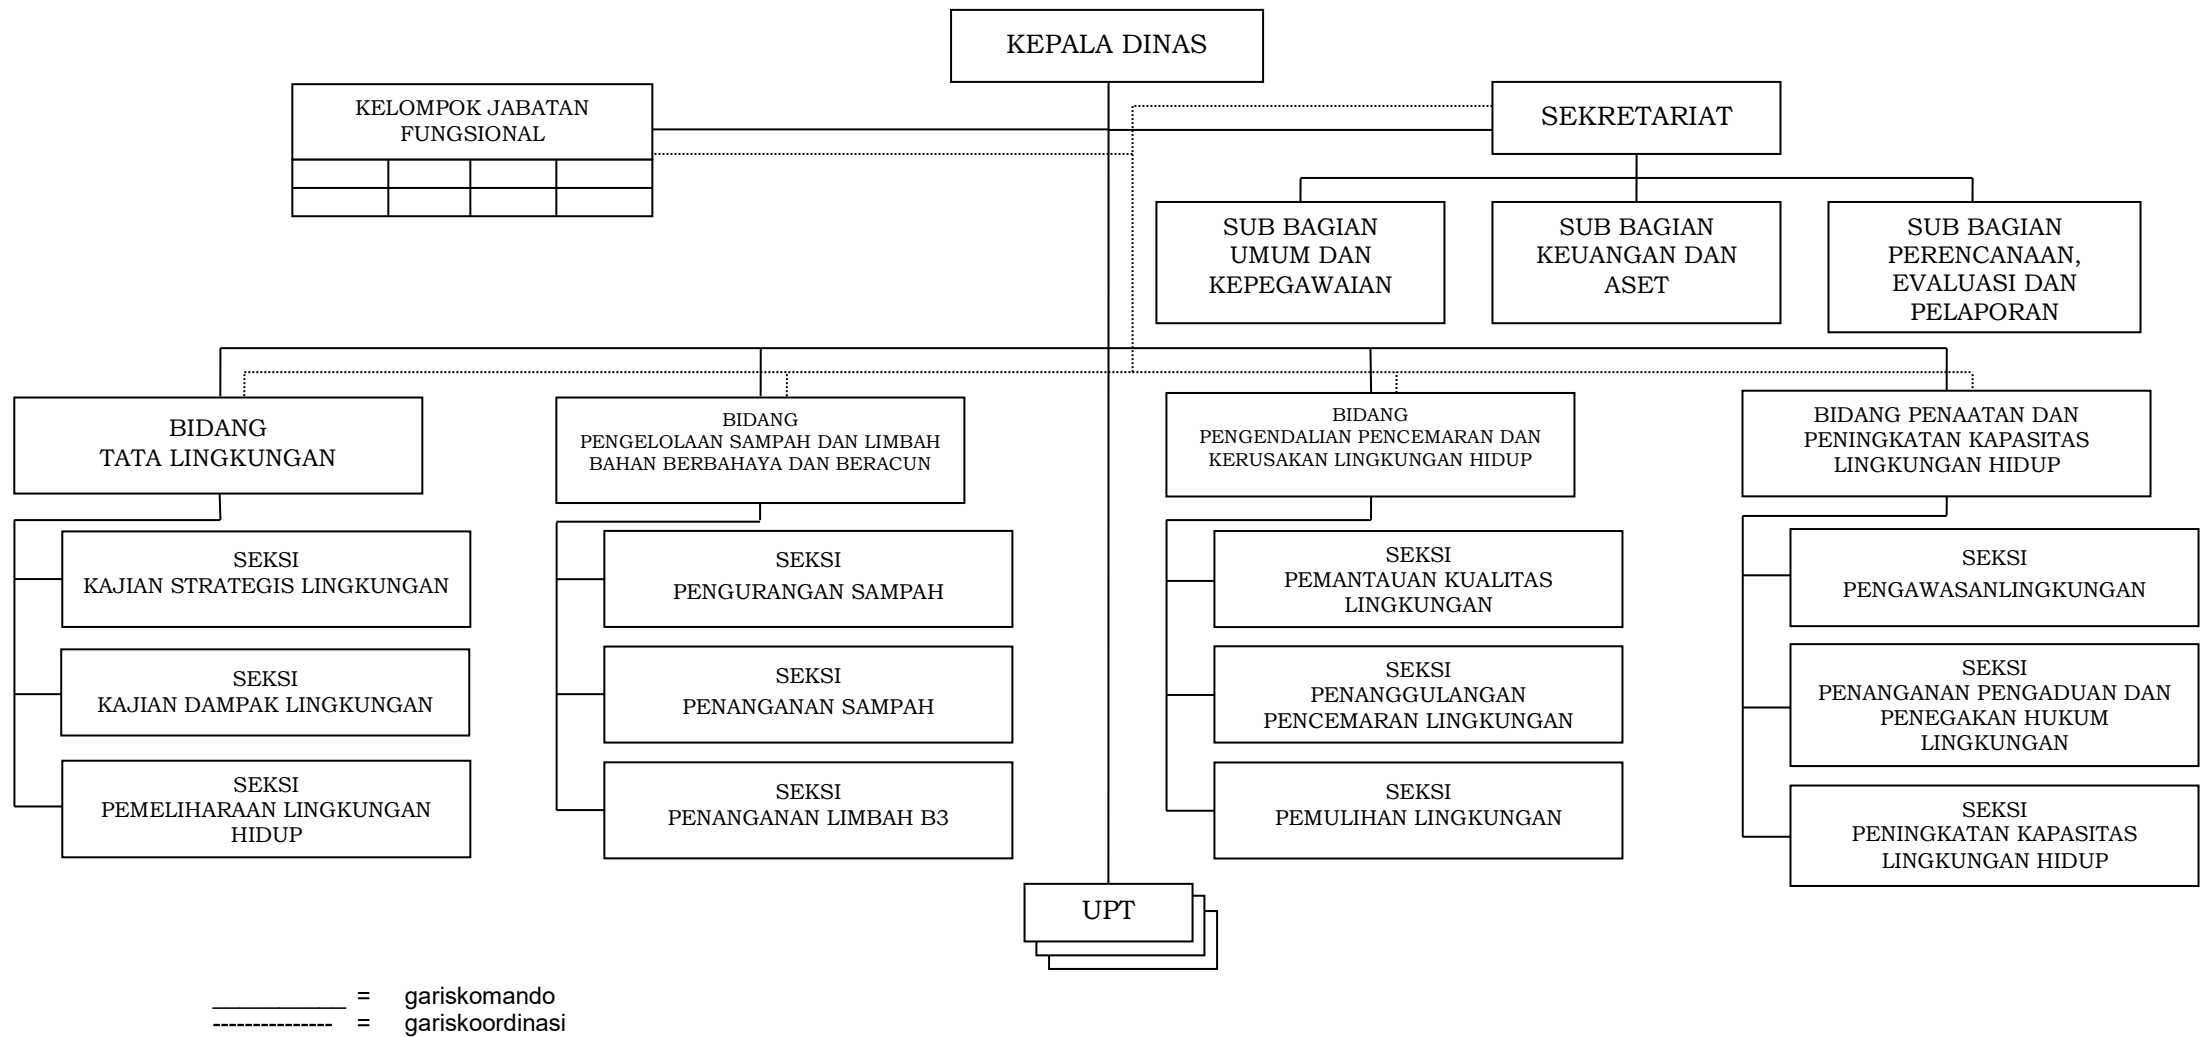 KEPALA DINAS
KELOMPOK JABATAN
FUNGSIONAL
SEKRETARIAT
SUB BAGIAN
UMUM DAN
KEPEGAWAIAN
SUB BAGIAN
KEUANGAN DAN
ASET
SUB BAGIAN
PERENCANAAN,
EVALUASI DAN
PELAPORAN
BIDANG
TATA LINGKUNGAN
BIDANG
PENGELOLAAN SAMPAH DAN LIMBAH
BAHAN BERBAHAYA DAN BERACUN
BIDANG
PENGENDALIAN PENCEMARAN DAN
KERUSAKAN LINGKUNGAN HIDUP
BIDANG PENAATAN DAN
PENINGKATAN KAPASITAS
LINGKUNGAN HIDUP
SEKSI
KAJIAN STRATEGIS LINGKUNGAN
SEKSI
KAJIAN DAMPAK LINGKUNGAN
SEKSI
PEMELIHARAAN LINGKUNGAN
HIDUP
SEKSI
PENGURANGAN SAMPAH
SEKSI
PENANGANAN SAMPAH
SEKSI
PENANGANAN LIMBAH B3
SEKSI
PEMANTAUAN KUALITAS
LINGKUNGAN
SEKSI
PENANGGULANGAN
PENCEMARAN LINGKUNGAN
SEKSI
PEMULIHAN LINGKUNGAN
SEKSI
PENGAWASANLINGKUNGAN
SEKSI
PENANGANAN PENGADUAN DAN
PENEGAKAN HUKUM
LINGKUNGAN
SEKSI
PENINGKATAN KAPASITAS
LINGKUNGAN HIDUP
UPT
__________ = gariskomando
--------------- = gariskoordinasi